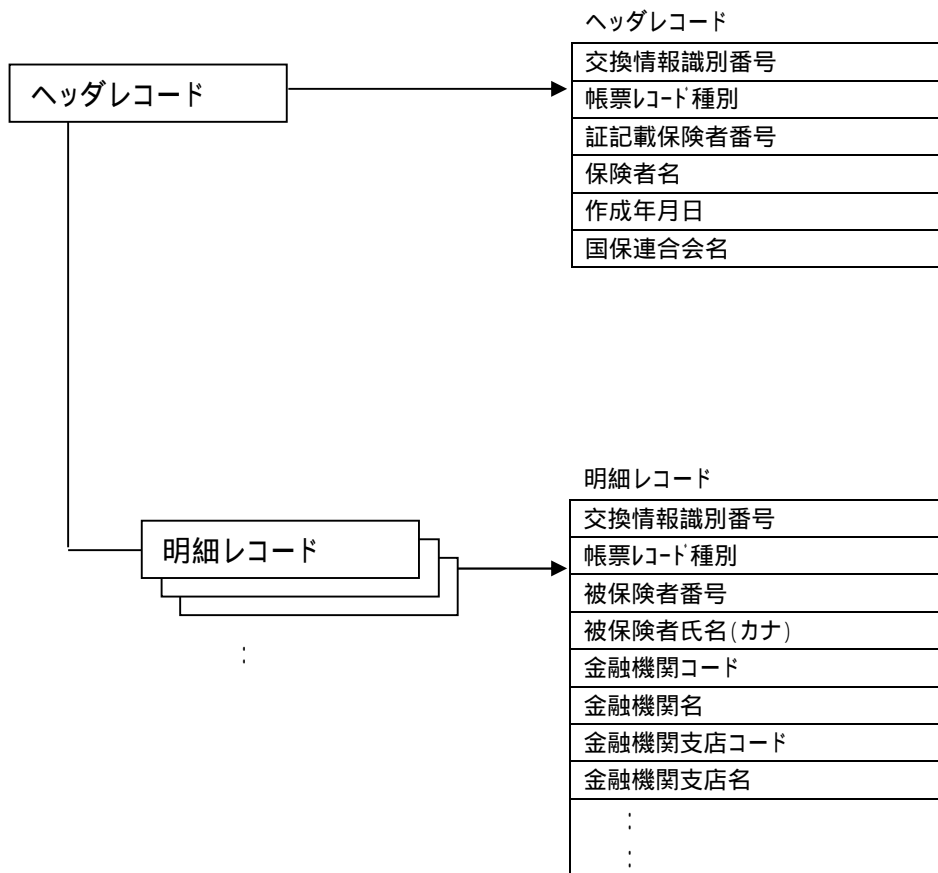 ヘッダレコード
ヘッダレコード
交換情報識別番号
帳票ﾚｺｰﾄﾞ種別
証記載保険者番号
保険者名
作成年月日
国保連合会名
明細レコード
明細レコード
:
交換情報識別番号
帳票ﾚｺｰﾄﾞ種別
被保険者番号
被保険者氏名(カナ)
金融機関コード
金融機関名
金融機関支店コード
金融機関支店名
:
: